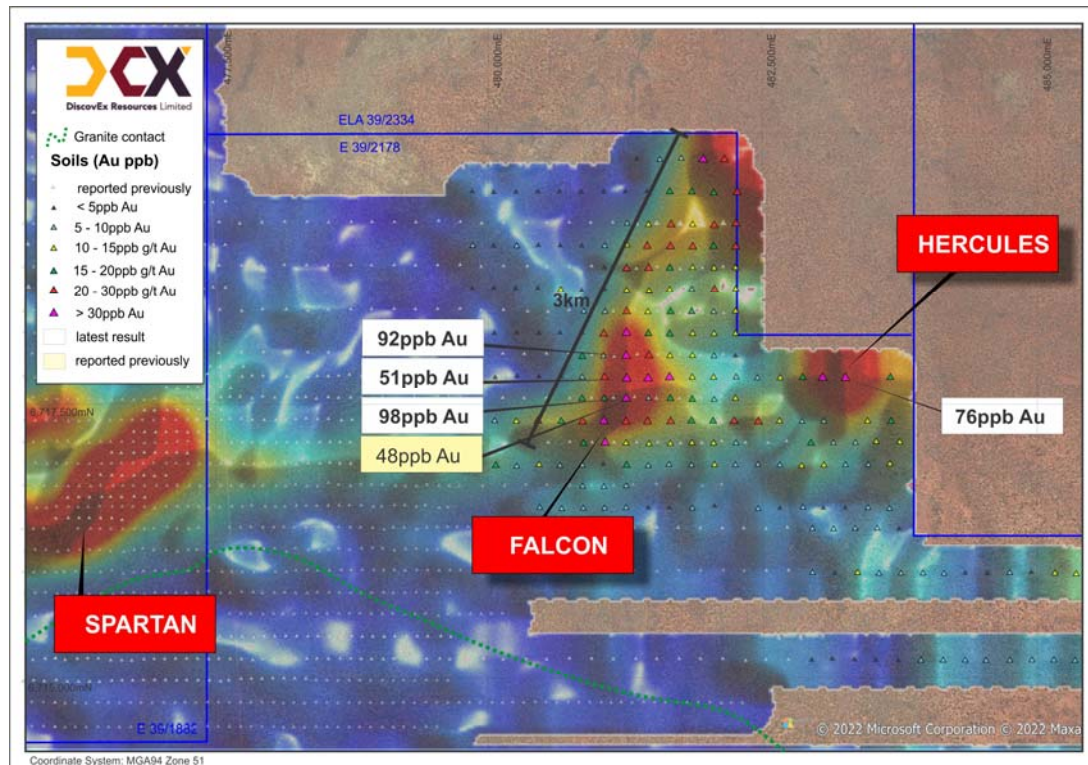 DCX
DiscovEx Resources Limited
Granite contact
Soils (Au ppb)
reported previously
< 5ppb Au
5 - 10ppb Au
10 - 15ppb g/t Au
15 - 20ppb g/t Au
20 - 30ppb g/t Au
> 30ppb Au
latest result
reported previously
477,500mE
480,000mE
482,500mE
485,000mE
ELA 39/2334
E 39/2178
HERCULES
3km
92ppb Au
51ppb Au
98ppb Au
48ppb Au
76ppb Au
6,717,500mN
FALCON
SPARTAN
6,715,000mN
E 39/1882
© 2022 Microsoft Corporation © 2022 Maxa
Coordinate System: MGA94 Zone 51